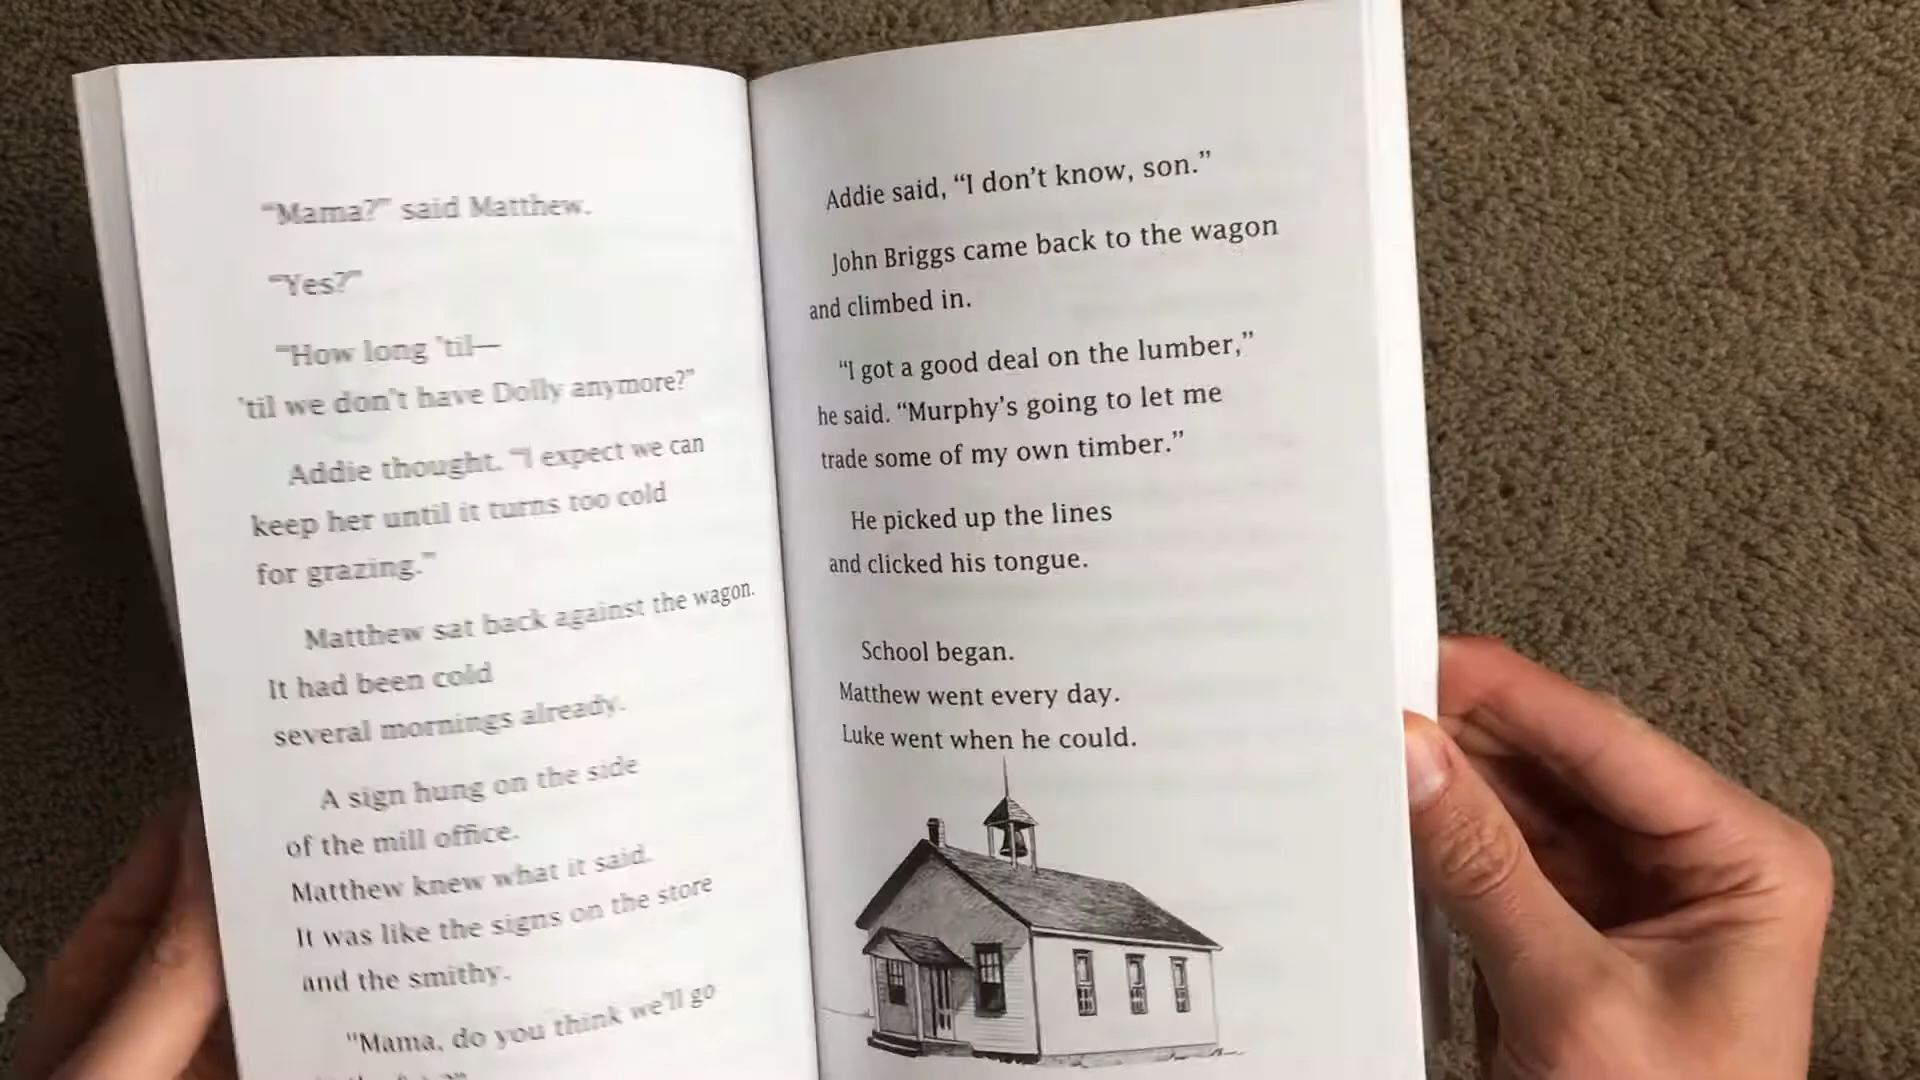 “Mama?” said Matthew.
“Yes?”
“How long ’til—
’til we don’t have Dolly anymore?”
Addie thought. “I expect we can
keep her until it turns too cold
for grazing.”
Matthew sat back against the wagon.
It had been cold
several mornings already.
A sign hung on the side
of the mill office.
Matthew knew what it said.
It was like the signs on the store
and the smithy.
"Mama, do you think we’ll go
Addie said, “I don’t know, son.”
John Briggs came back to the wagon
and climbed in.
“I got a good deal on the lumber,”
he said. “Murphy’s going to let me
trade some of my own timber.”
He picked up the lines
and clicked his tongue.
School began.
Matthew went every day.
Luke went when he could.